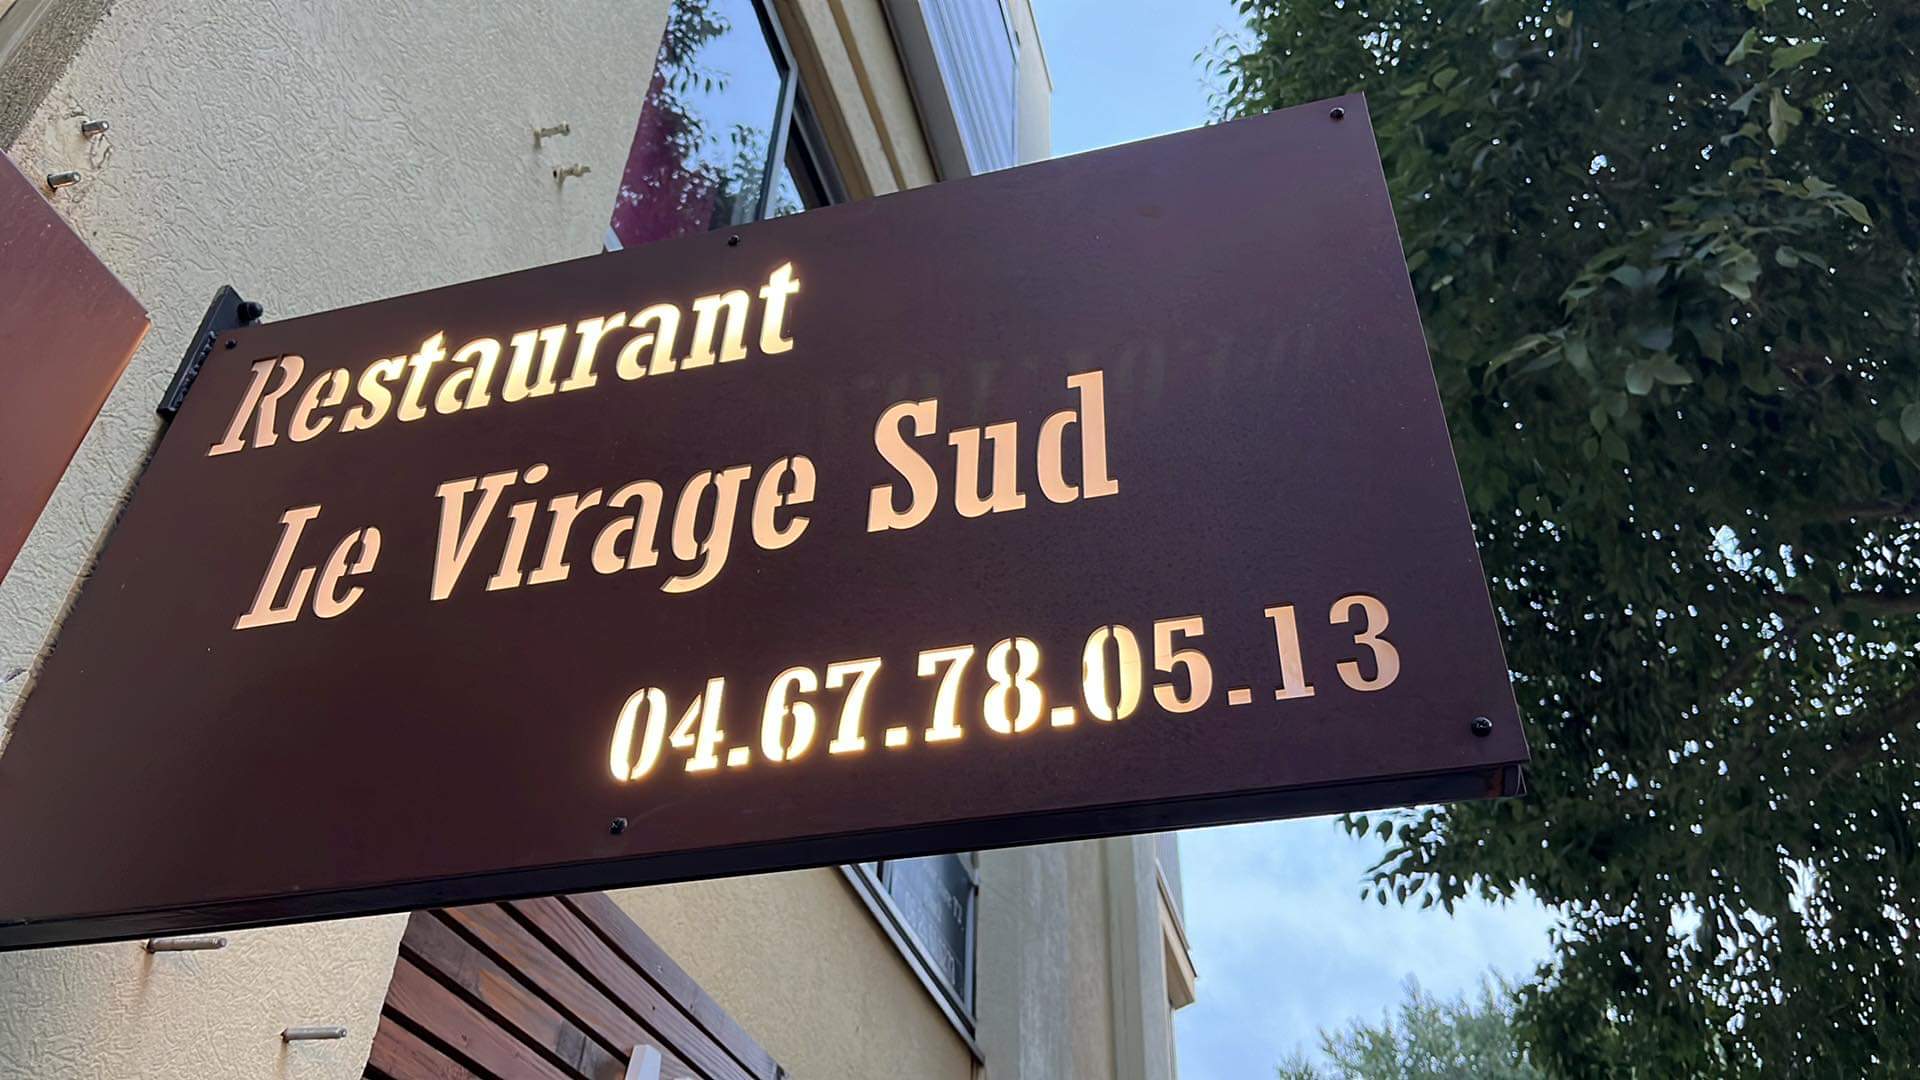 Restaurant
Le Virage Sud
04.67.78.05.13